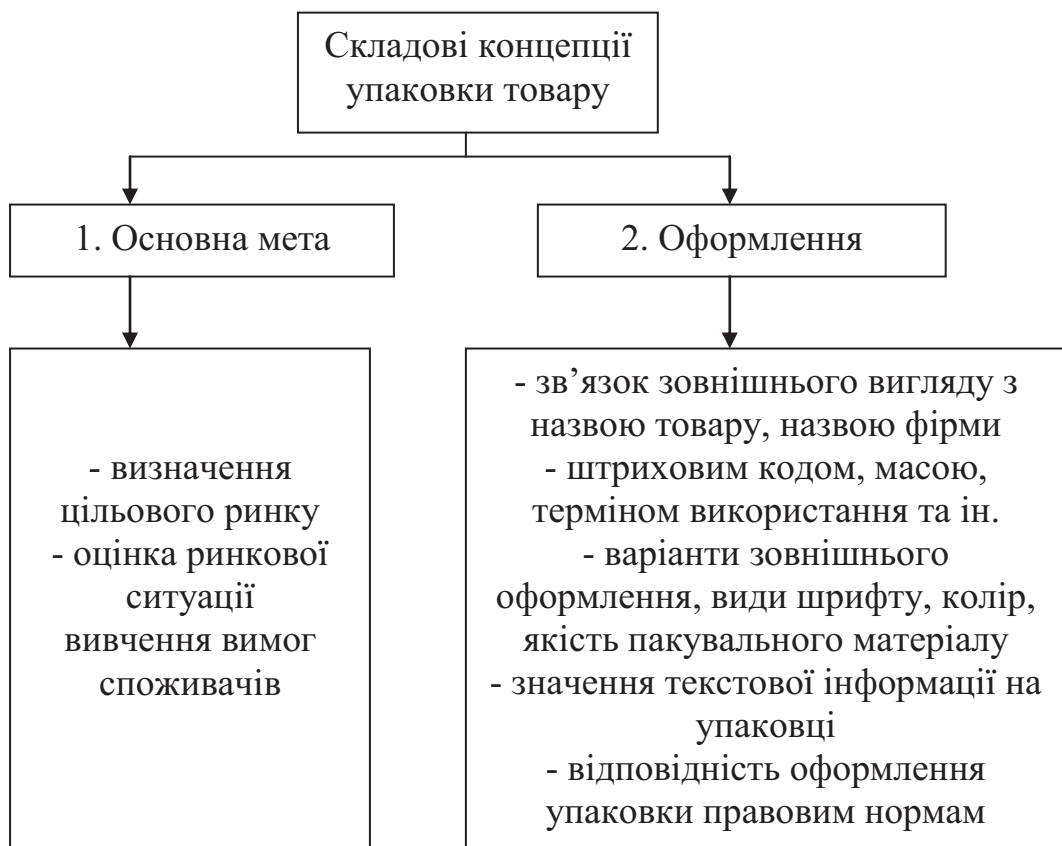 Складові концепції
упаковки товару
1. Основна мета
2. Оформлення
- визначення
цільового ринку
- оцінка ринкової
ситуації
вивчення вимог
споживачів
- зв’язок зовнішнього вигляду з
назвою товару, назвою фірми
- штриховим кодом, масою,
терміном використання та ін.
- варіанти зовнішнього
оформлення, види шрифту, колір,
якість пакувального матеріалу
- значення текстової інформації на
упаковці
- відповідність оформлення
упаковки правовим нормам